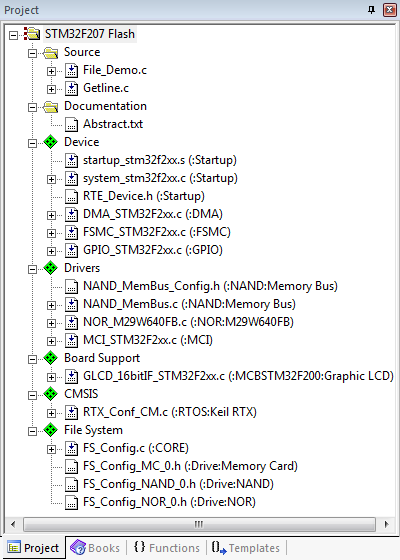 Project
STM32F207 Flash
Source
File_Demo.c
Getline.c
Documentation
Abstract.txt
Device
startup_stm32f2xx.s (:Startup)
system_stm32f2xx.c (:Startup)
RTE_Device.h (:Startup)
DMA_STM32F2xx.c (:DMA)
FSMC_STM32F2xx.c (:FSMC)
GPIO_STM32F2xx.c (:GPIO)
Drivers
NAND_MemBus_Config.h (:NAND:Memory Bus)
NAND_MemBus.c (:NAND:Memory Bus)
NOR_M29W640FB.c (:NOR:M29W640FB)
MCI_STM32F2xx.c (:MCI)
Board Support
GLCD_16bitIF_STM32F2xx.c (:MCBSTM32F200:Graphic LCD)
CMSIS
RTX_Conf_CM.c (:RTOS:Keil RTX)
File System
FS_Config.c (:CORE)
FS_Config_MC_0.h (:Drive:Memory Card)
FS_Config_NAND_0.h (:Drive:NAND)
FS_Config_NOR_0.h (:Drive:NOR)
Project Books {} Functions {}→ Templates